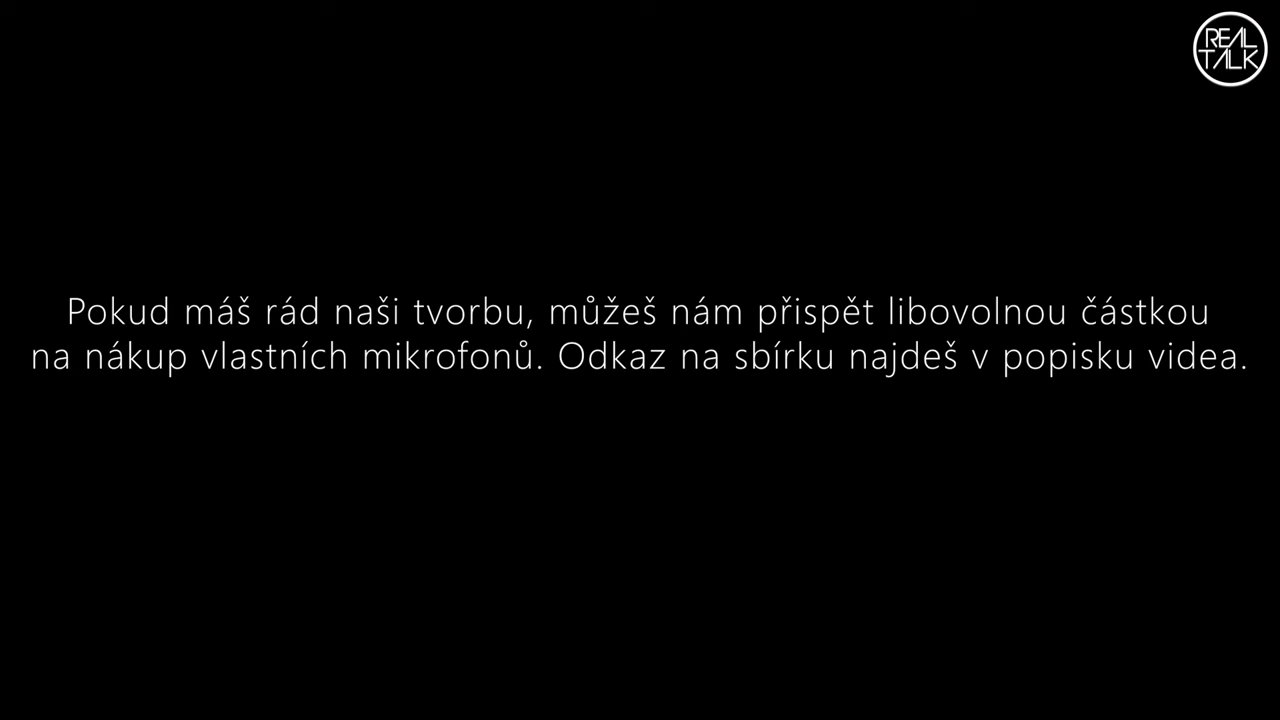 REAL
TALK
Pokud máš rád naši tvorbu, můžeš nám přispět libovolnou částkou
na nákup vlastních mikrofonů. Odkaz na sbírku najdeš v popisku videa.